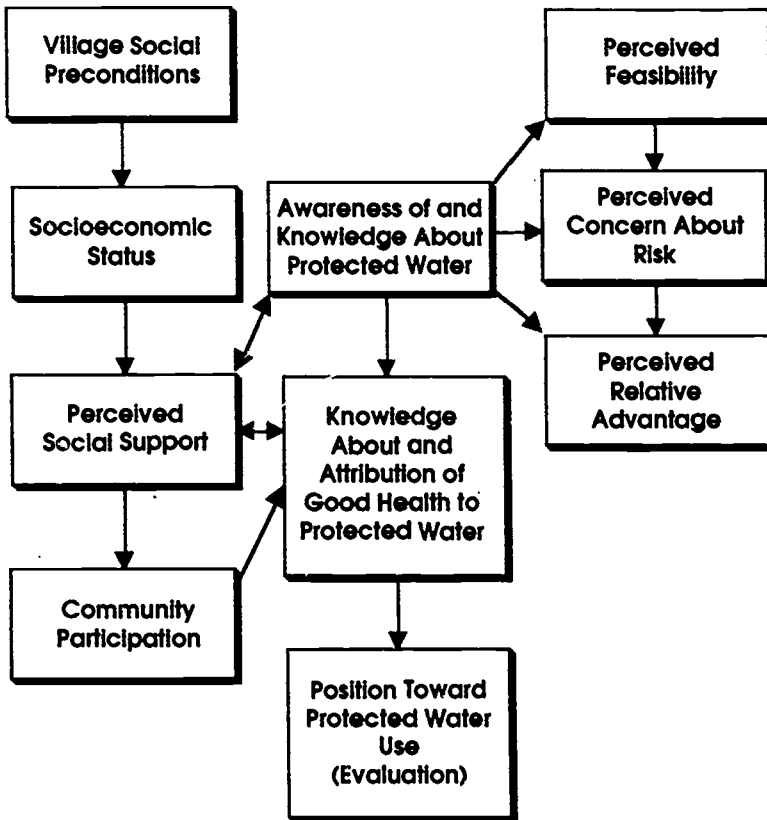 Village Social
Preconditions
Perceived
Feasibility
Socioeconomic
Status
Awareness of and
Knowledge About
Protected Water
Perceived
Concern About
Risk
Perceived
Social Support
Knowledge
About and
Attribution of
Good Health to
Protected Water
Perceived
Relative
Advantage
Community
Participation
Position Toward
Protected Water
Use
(Evaluation)